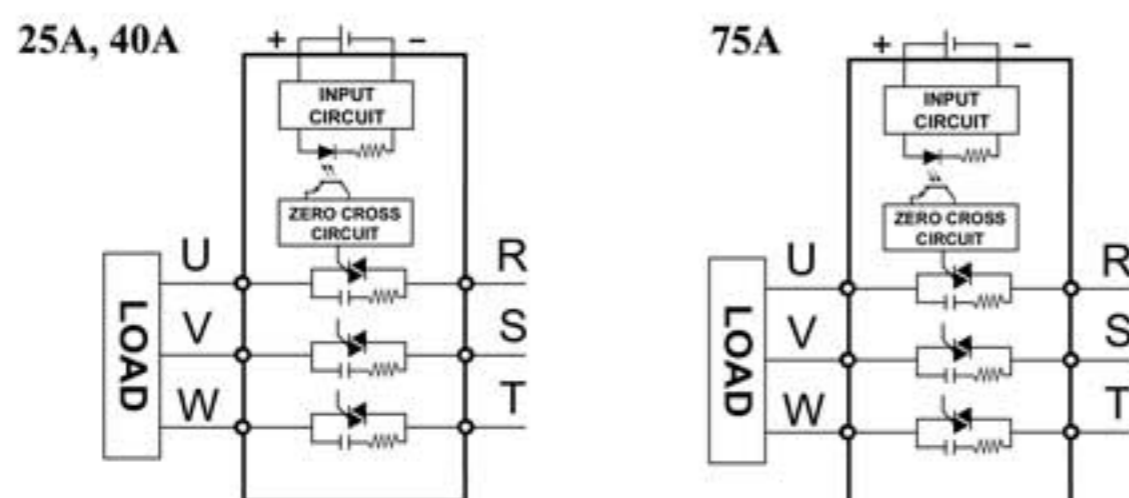 25A, 40A
+ −
INPUT
CIRCUIT
ZERO CROSS
CIRCUIT
LOAD
U
R
V
S
W
T
75A
+ −
INPUT
CIRCUIT
ZERO CROSS
CIRCUIT
LOAD
U
R
V
S
W
T